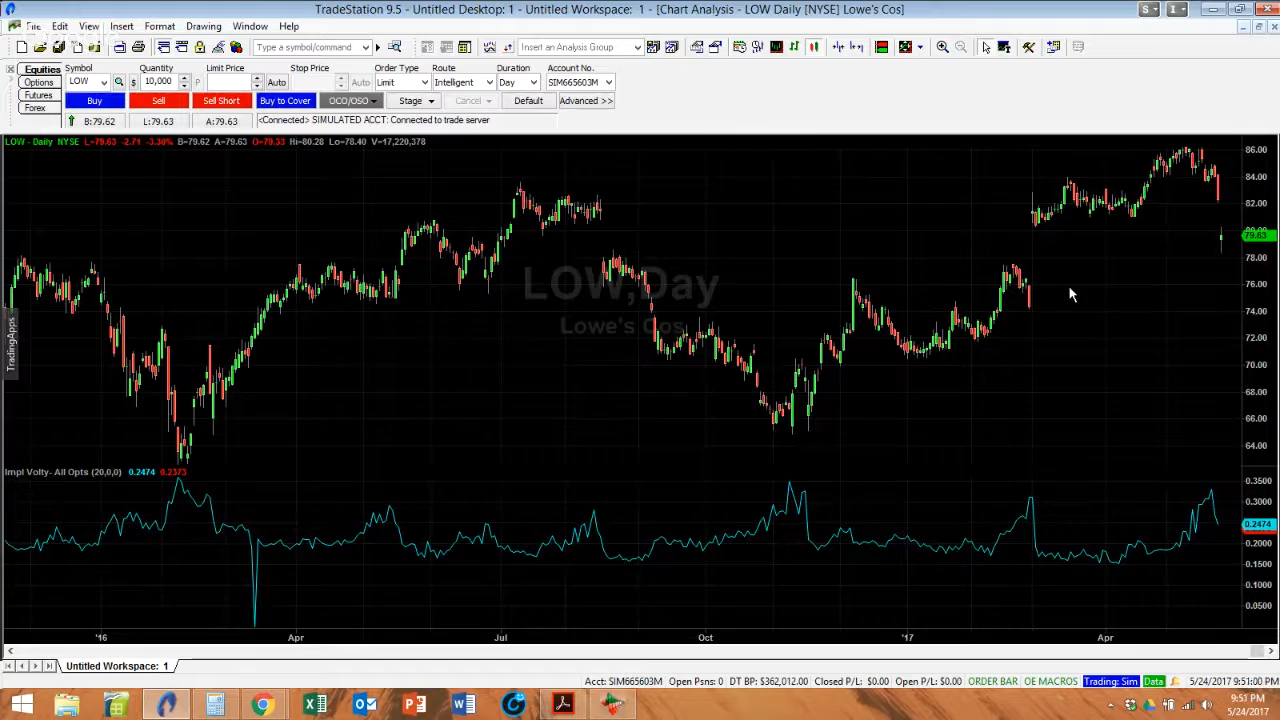 TradeStation 9.5 - Untitled Desktop: 1 - Untitled Workspace: 1 - [Chart Analysis - LOW Daily [NYSE] Lowe's Cos]
File Edit View Insert Format Drawing Window Help
Type a symbol/command Insert an Analysis Group
Equities Symbol Quantity Limit Price Stop Price Order Type Route Duration Account No.
Options LOW $ 10,000 P Auto Auto Limit Intelligent Day SIM665603M
Futures
Forex
Buy Sell Sell Short Buy to Cover OCO/OSO Stage Cancel Default Advanced >>
B:79.62 L:79.63 A:79.63 <Connected> SIMULATED ACCT: Connected to trade server
LOW - Daily NYSE L=79.63 -2.71 -3.30% B=79.62 A=79.63 O=79.33 Hi=80.28 Lo=78.40 V=17,220,378
86.00
84.00
82.00
80.00
79.63
78.00
76.00
74.00
72.00
70.00
68.00
66.00
64.00
LOW,Day
Lowe's Cos
TradingApps
Impl Volty- All Opts (20,0,0) 0.2474 0.2373
0.3500
0.3000
0.2474
0.2000
0.1500
0.1000
0.0500
'16 Apr Jul Oct '17 Apr
Untitled Workspace: 1
Acct: SIM665603M Open Psns: 0 DT BP: $362,012.00 Closed P/L: $0.00 Open P/L: $0.00 ORDER BAR OE MACROS Trading: Sim Data 5/24/2017 9:51:00 PM
9:51 PM
5/24/2017